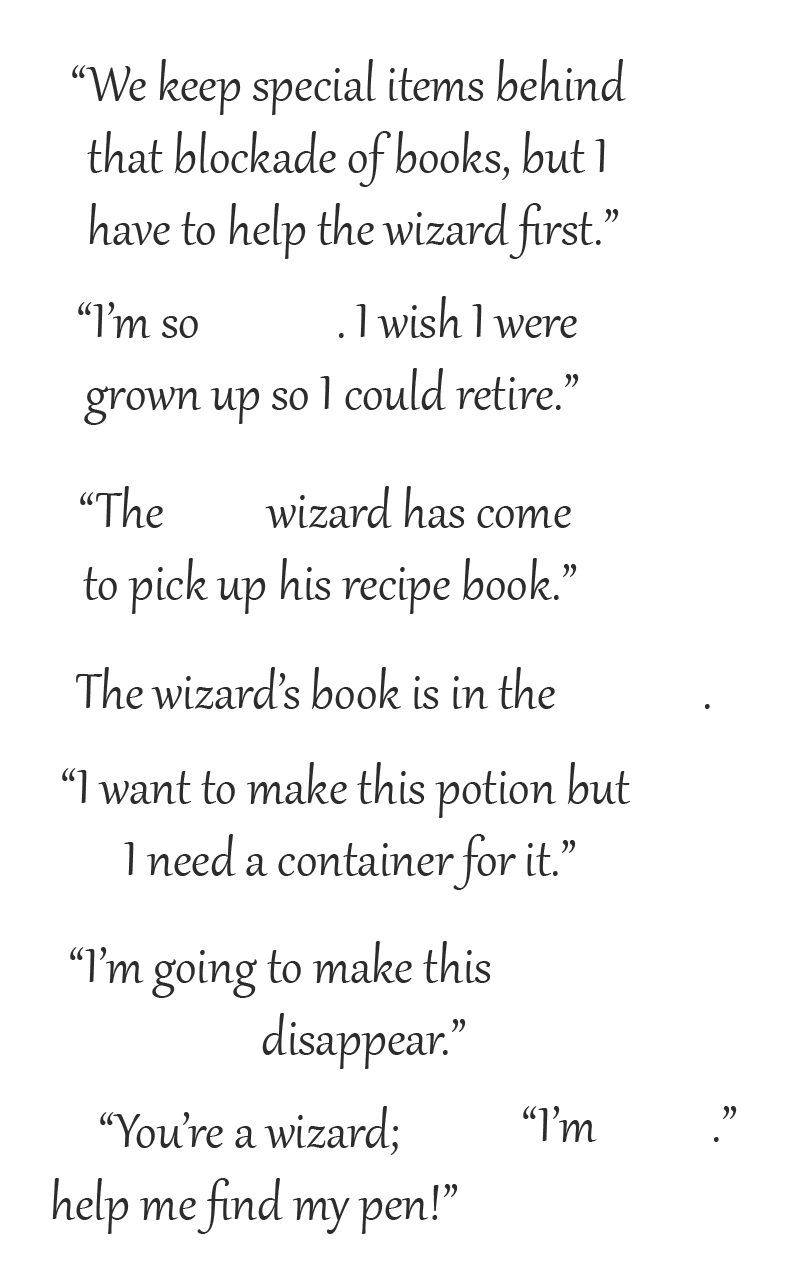 “We keep special items behind
that blockade of books, but I
have to help the wizard first.”
“I’m so . I wish I were
grown up so I could retire.”
“The wizard has come
to pick up his recipe book.”
The wizard’s book is in the .
“I want to make this potion but
I need a container for it.”
“I’m going to make this
disappear.”
“You’re a wizard;
help me find my pen!”
“I’m .”